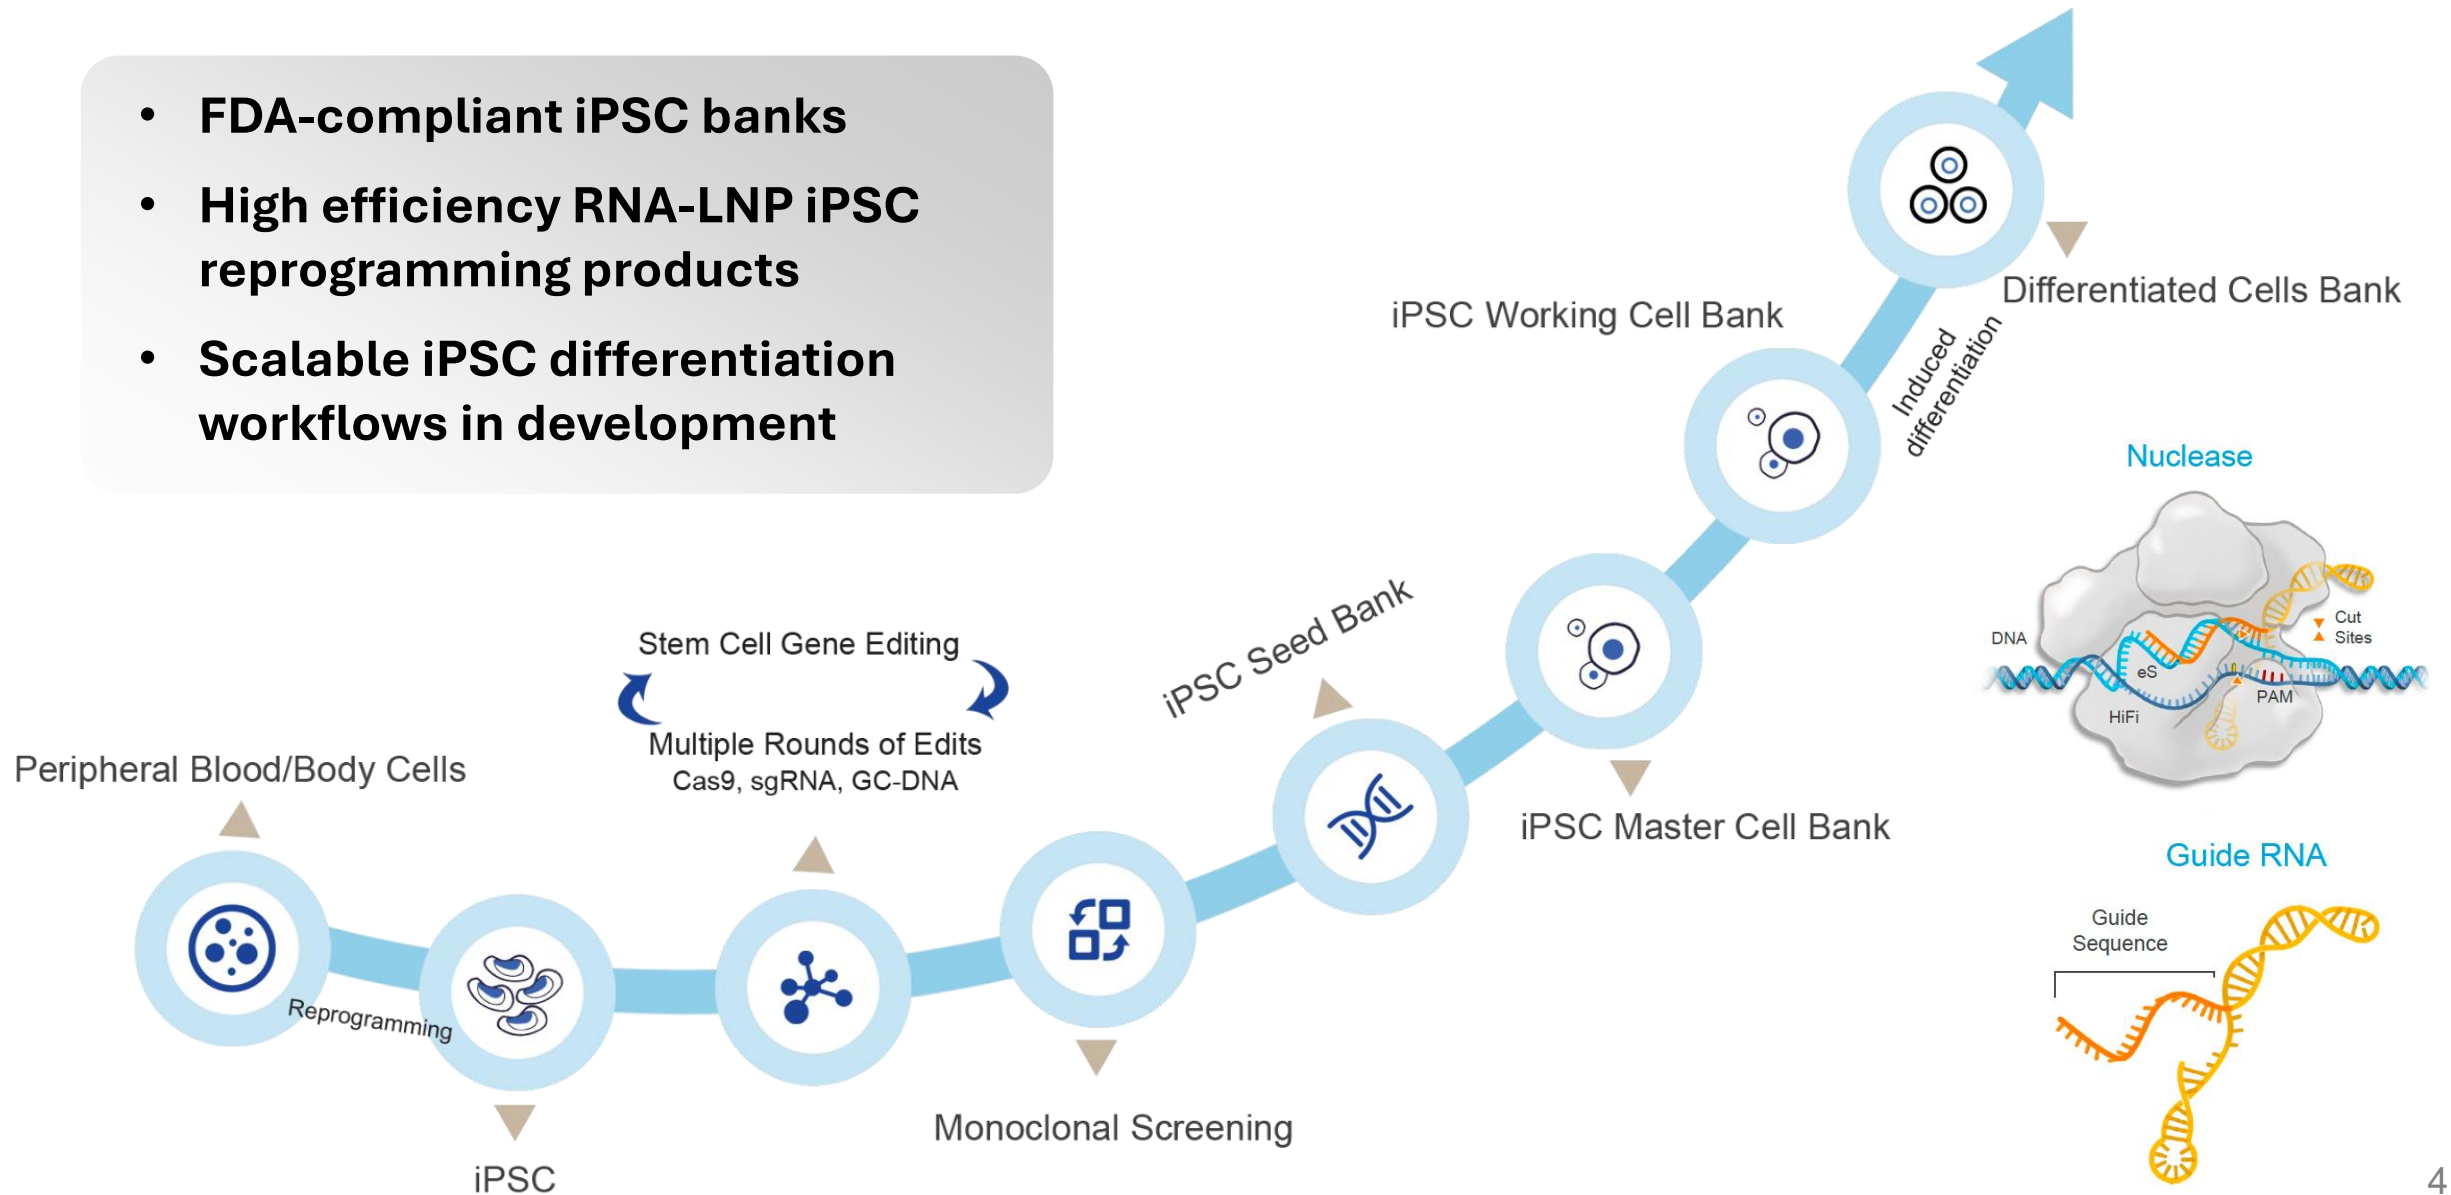 • FDA-compliant iPSC banks
• High efficiency RNA-LNP iPSC
reprogramming products
• Scalable iPSC differentiation
workflows in development
Peripheral Blood/Body Cells
Reprogramming
iPSC
Stem Cell Gene Editing
Multiple Rounds of Edits
Cas9, sgRNA, GC-DNA
Monoclonal Screening
iPSC Seed Bank
iPSC Master Cell Bank
iPSC Working Cell Bank
Induced
differentiation
Differentiated Cells Bank
Nuclease
DNA
Cut
Sites
eS
PAM
HiFi
Guide RNA
Guide
Sequence
4